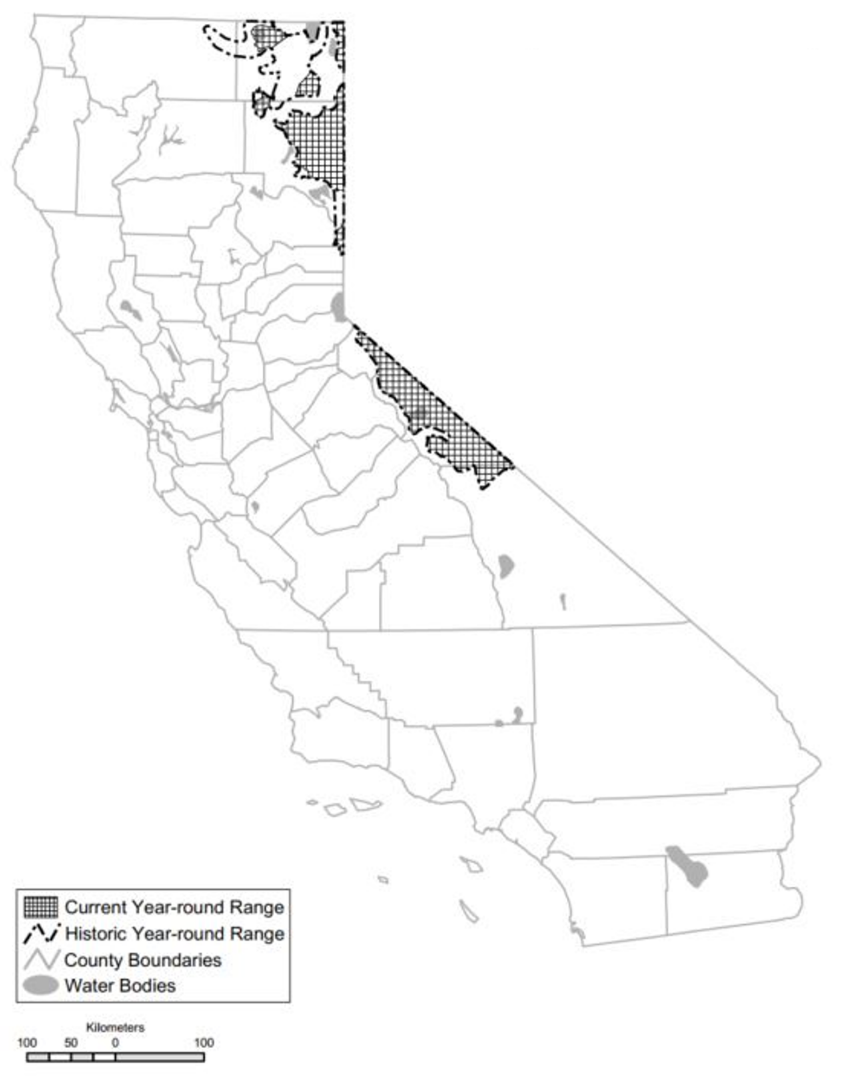 Current Year-round Range
Historic Year-round Range
County Boundaries
Water Bodies
Kilometers
100 50 0 100